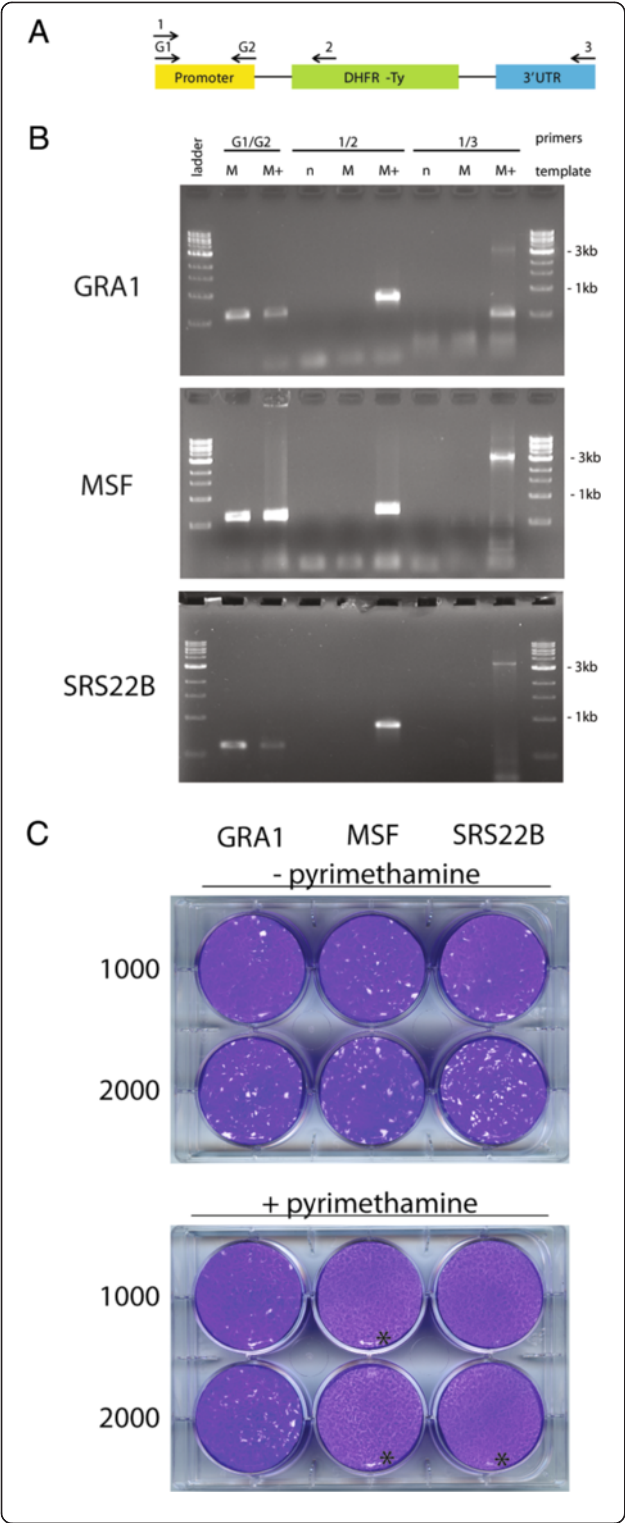 A
1
G1 G2 2 3
Promoter DHFR -Ty 3'UTR
B
ladder G1/G2 1/2 1/3 primers
M M+ n M M+ n M M+ template
GRA1
- 3kb
- 1kb
MSF
- 3kb
- 1kb
SRS22B
- 3kb
- 1kb
C
GRA1 MSF SRS22B
- pyrimethamine
1000
2000
+ pyrimethamine
1000
*
2000
* *